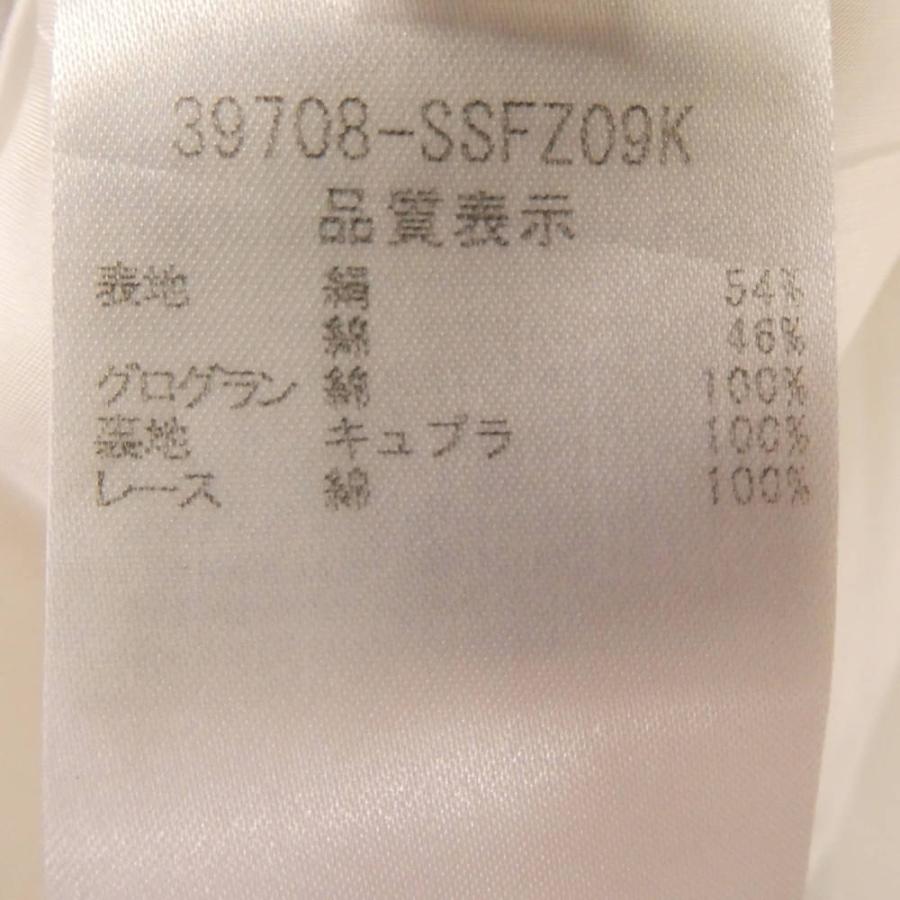 39708-SSFZ09K
品質表示
表地 絹 54%
綿 46%
グログラン 綿 100%
裏地 キュプラ 100%
レース 綿 100%